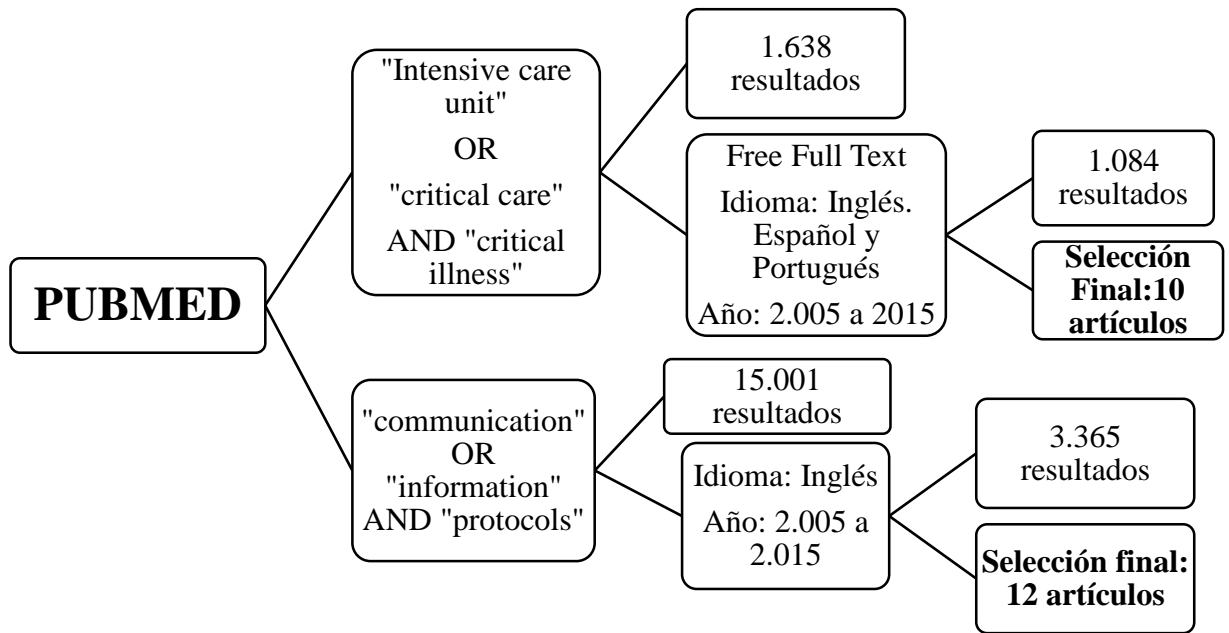 PUBMED
"Intensive care
unit"
OR
"critical care"
AND "critical
illness"
1.638
resultados
Free Full Text
Idioma: Inglés.
Español y
Portugués
Año: 2.005 a 2015
1.084
resultados
Selección
Final:10
artículos
"communication"
OR
"information"
AND "protocols"
15.001
resultados
Idioma: Inglés
Año: 2.005 a
2.015
3.365
resultados
Selección final:
12 artículos